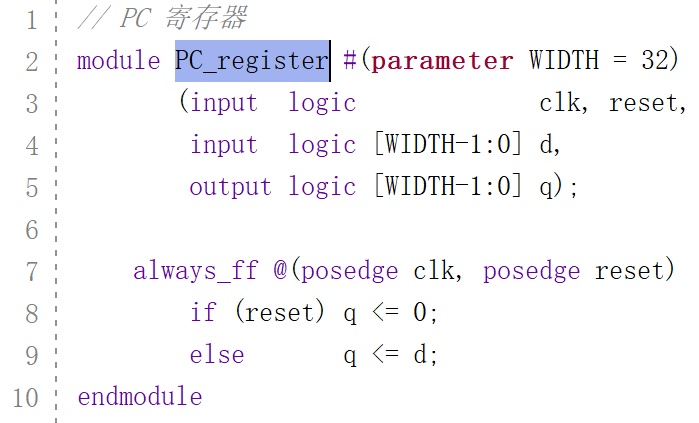 1 // PC 寄存器
2 module PC_register #(parameter WIDTH = 32)
3 (input logic clk, reset,
4 input logic [WIDTH-1:0] d,
5 output logic [WIDTH-1:0] q);
6
7 always_ff @(posedge clk, posedge reset)
8 if (reset) q <= 0;
9 else q <= d;
10 endmodule